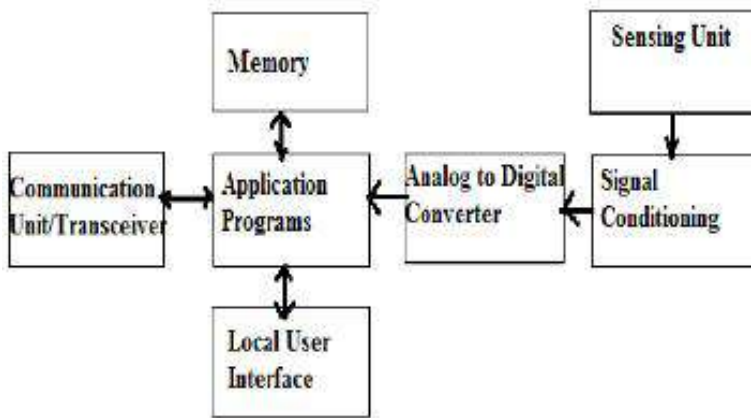 Memory
Sensing Unit
Communication
Unit/Transceiver
Application
Programs
Analog to Digital
Converter
Signal
Conditioning
Local User
Interface